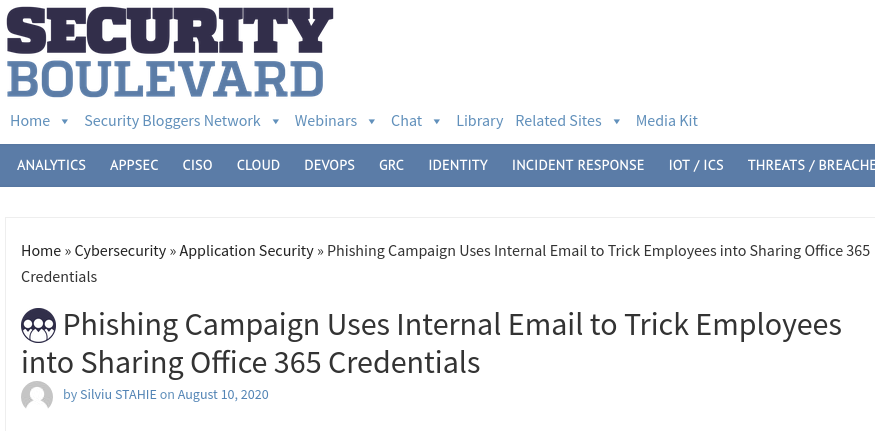 SECURITY
BOULEVARD
Home ▾ Security Bloggers Network ▾ Webinars ▾ Chat ▾ Library Related Sites ▾ Media Kit
ANALYTICS APPSEC CISO CLOUD DEVOPS GRC IDENTITY INCIDENT RESPONSE IOT / ICS THREATS / BREACHE
Home » Cybersecurity » Application Security » Phishing Campaign Uses Internal Email to Trick Employees into Sharing Office 365
Credentials
Phishing Campaign Uses Internal Email to Trick Employees
into Sharing Office 365 Credentials
by Silviu STAHIE on August 10, 2020